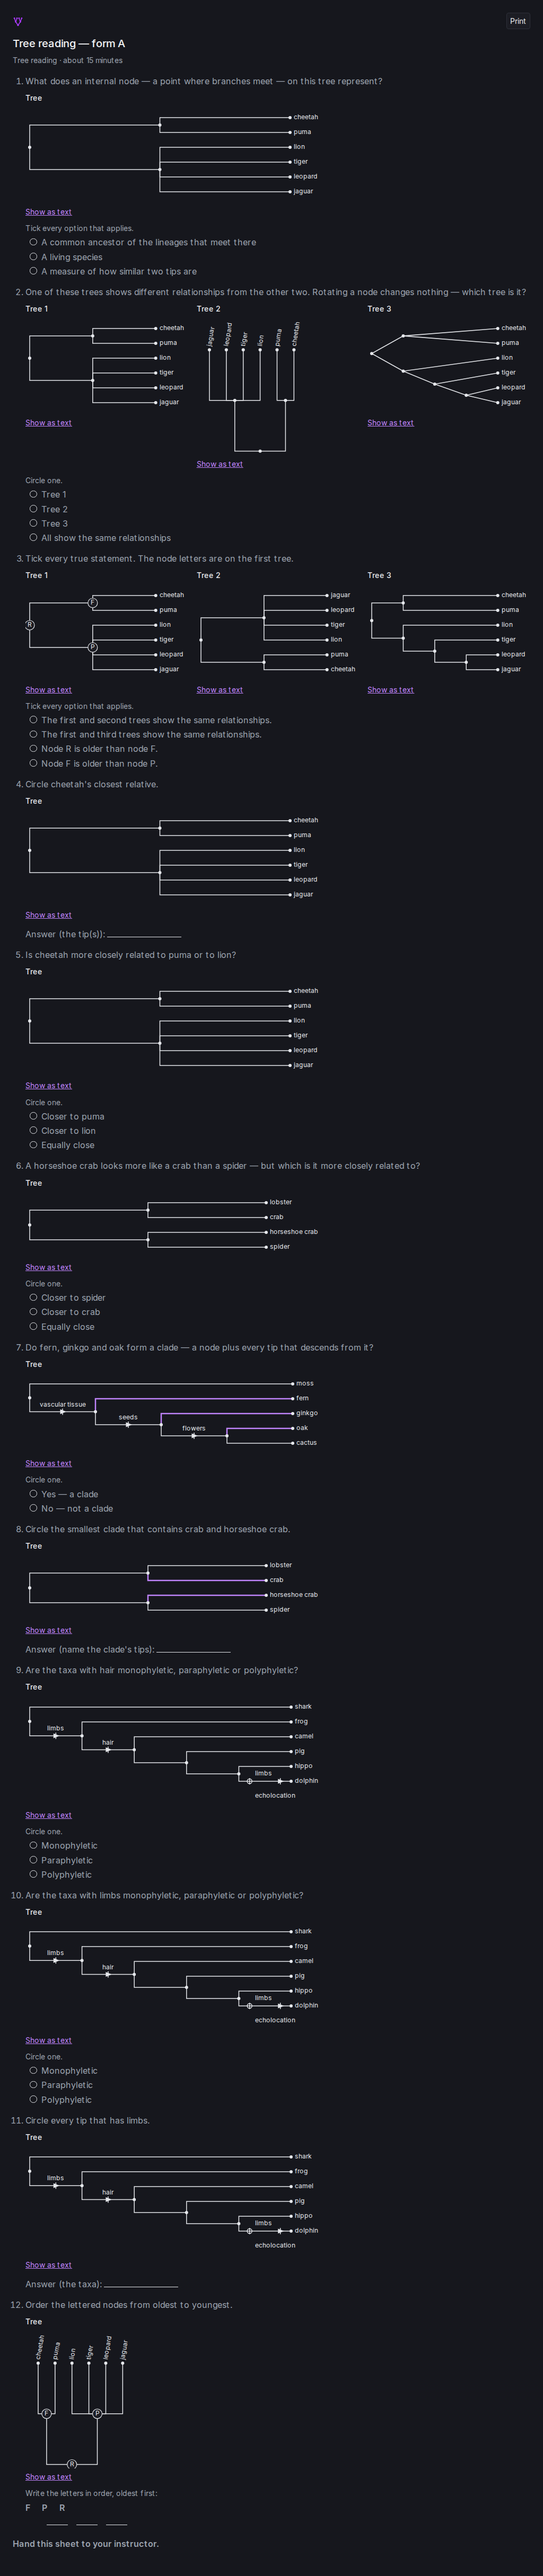 Print
Tree reading — form A
Tree reading · about 15 minutes
1. What does an internal node — a point where branches meet — on this tree represent?
Tree
cheetah
puma
lion
tiger
leopard
jaguar
Show as text
Tick every option that applies.
A common ancestor of the lineages that meet there
A living species
A measure of how similar two tips are
2. One of these trees shows different relationships from the other two. Rotating a node changes nothing — which tree is it?
Tree 1
cheetah
puma
lion
tiger
leopard
jaguar
Show as text
Tree 2
jaguar
leopard
tiger
lion
puma
cheetah
Show as text
Tree 3
cheetah
puma
lion
tiger
leopard
jaguar
Show as text
Circle one.
Tree 1
Tree 2
Tree 3
All show the same relationships
3. Tick every true statement. The node letters are on the first tree.
Tree 1
R
F
P
cheetah
puma
lion
tiger
leopard
jaguar
Show as text
Tree 2
jaguar
leopard
tiger
lion
puma
cheetah
Show as text
Tree 3
cheetah
puma
lion
tiger
leopard
jaguar
Show as text
Tick every option that applies.
The first and second trees show the same relationships.
The first and third trees show the same relationships.
Node R is older than node F.
Node F is older than node P.
4. Circle cheetah's closest relative.
Tree
cheetah
puma
lion
tiger
leopard
jaguar
Show as text
Answer (the tip(s)):
5. Is cheetah more closely related to puma or to lion?
Tree
cheetah
puma
lion
tiger
leopard
jaguar
Show as text
Circle one.
Closer to puma
Closer to lion
Equally close
6. A horseshoe crab looks more like a crab than a spider — but which is it more closely related to?
Tree
lobster
crab
horseshoe crab
spider
Show as text
Circle one.
Closer to spider
Closer to crab
Equally close
7. Do fern, ginkgo and oak form a clade — a node plus every tip that descends from it?
Tree
moss
vascular tissue
fern
seeds
ginkgo
flowers
oak
cactus
Show as text
Circle one.
Yes — a clade
No — not a clade
8. Circle the smallest clade that contains crab and horseshoe crab.
Tree
lobster
crab
horseshoe crab
spider
Show as text
Answer (name the clade's tips):
9. Are the taxa with hair monophyletic, paraphyletic or polyphyletic?
Tree
shark
limbs
frog
hair
camel
pig
hippo
limbs
dolphin
echolocation
Show as text
Circle one.
Monophyletic
Paraphyletic
Polyphyletic
10. Are the taxa with limbs monophyletic, paraphyletic or polyphyletic?
Tree
shark
limbs
frog
hair
camel
pig
hippo
limbs
dolphin
echolocation
Show as text
Circle one.
Monophyletic
Paraphyletic
Polyphyletic
11. Circle every tip that has limbs.
Tree
shark
limbs
frog
hair
camel
pig
hippo
limbs
dolphin
echolocation
Show as text
Answer (the taxa):
12. Order the lettered nodes from oldest to youngest.
Tree
cheetah
puma
lion
tiger
leopard
jaguar
F
P
R
Show as text
Write the letters in order, oldest first:
F P R
Hand this sheet to your instructor.